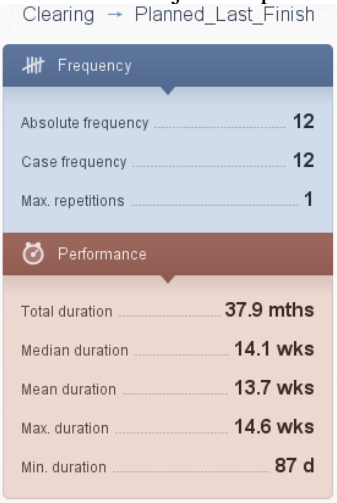 Clearing → Planned_Last_Finish
Frequency
Absolute frequency 12
Case frequency 12
Max. repetitions 1
Performance
Total duration 37.9 mths
Median duration 14.1 wks
Mean duration 13.7 wks
Max. duration 14.6 wks
Min. duration 87 d